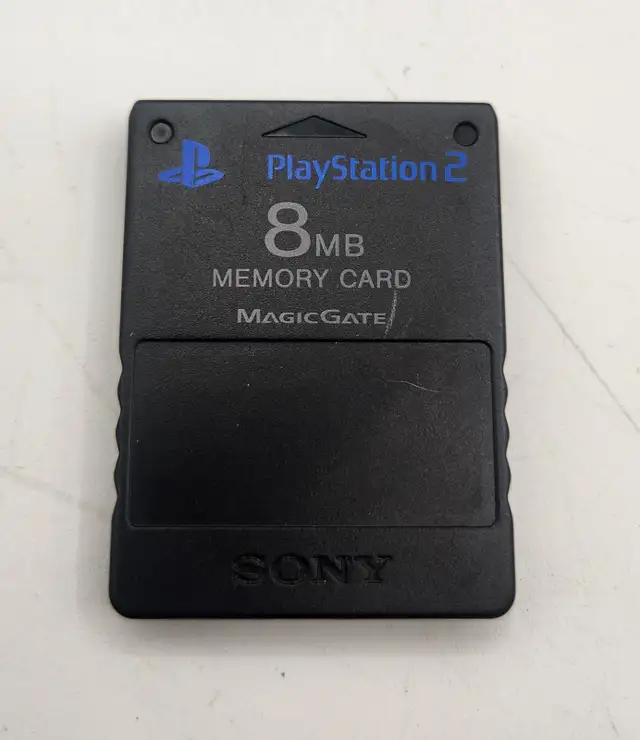 PlayStation 2
8MB
MEMORY CARD
MAGICGATE
SONY